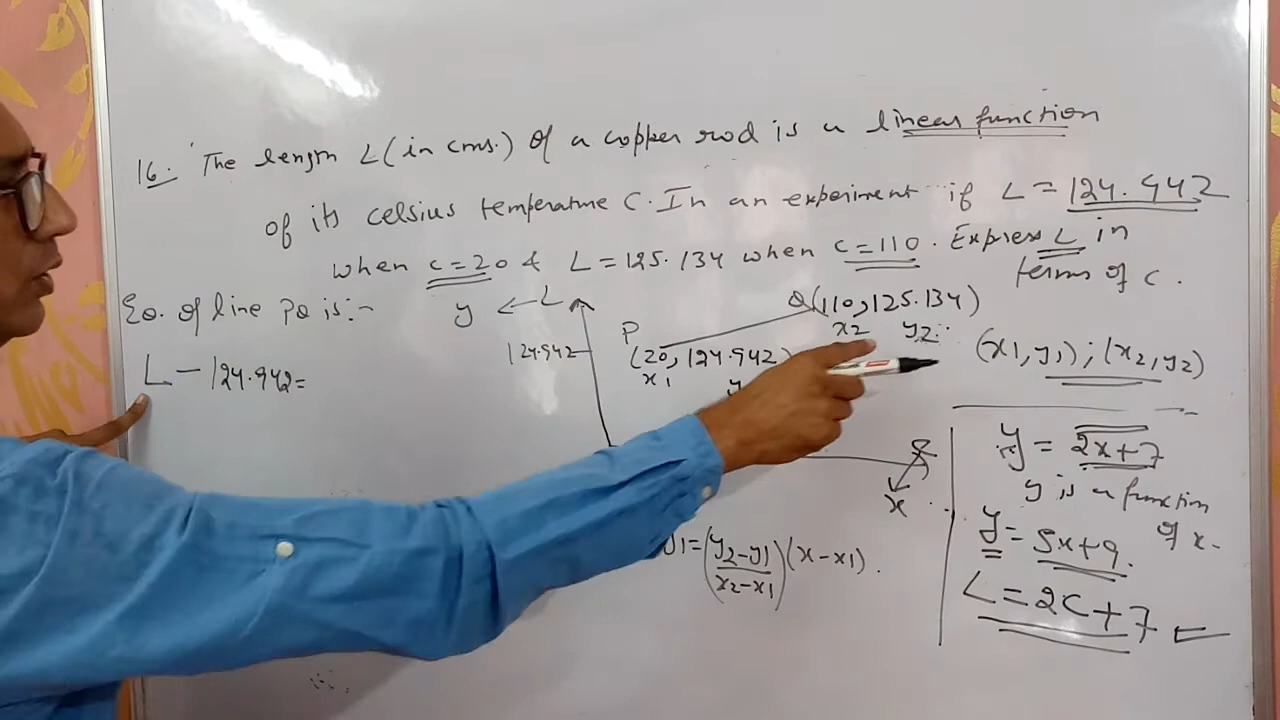 16. The length L (in cms.) of a copper rod is a linear function
of its celsius temperature C. In an experiment if L = 124.942
when C=20 & L = 125.134 when C=110. Express L in
terms of C.
Eq. of line PQ is:-
L - 124.942=
y ← L
124.942
P
(20, 124.942)
x1 y
Q(110, 125.134)
x2 y2
x
y1 = (y2-y1/x2-x1)(x-x1).
(x1, y1); (x2, y2)
y = 2x+7
y is a function
of x.
y = 5x+9.
L = 2C+7